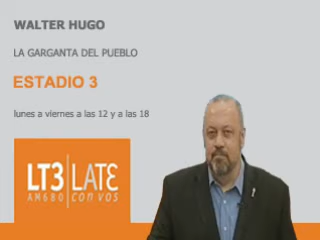 WALTER HUGO
LA GARGANTA DEL PUEBLO
ESTADIO 3
lunes a viernes a las 12 y a las 18
LT3 LATE
AM680 con vos